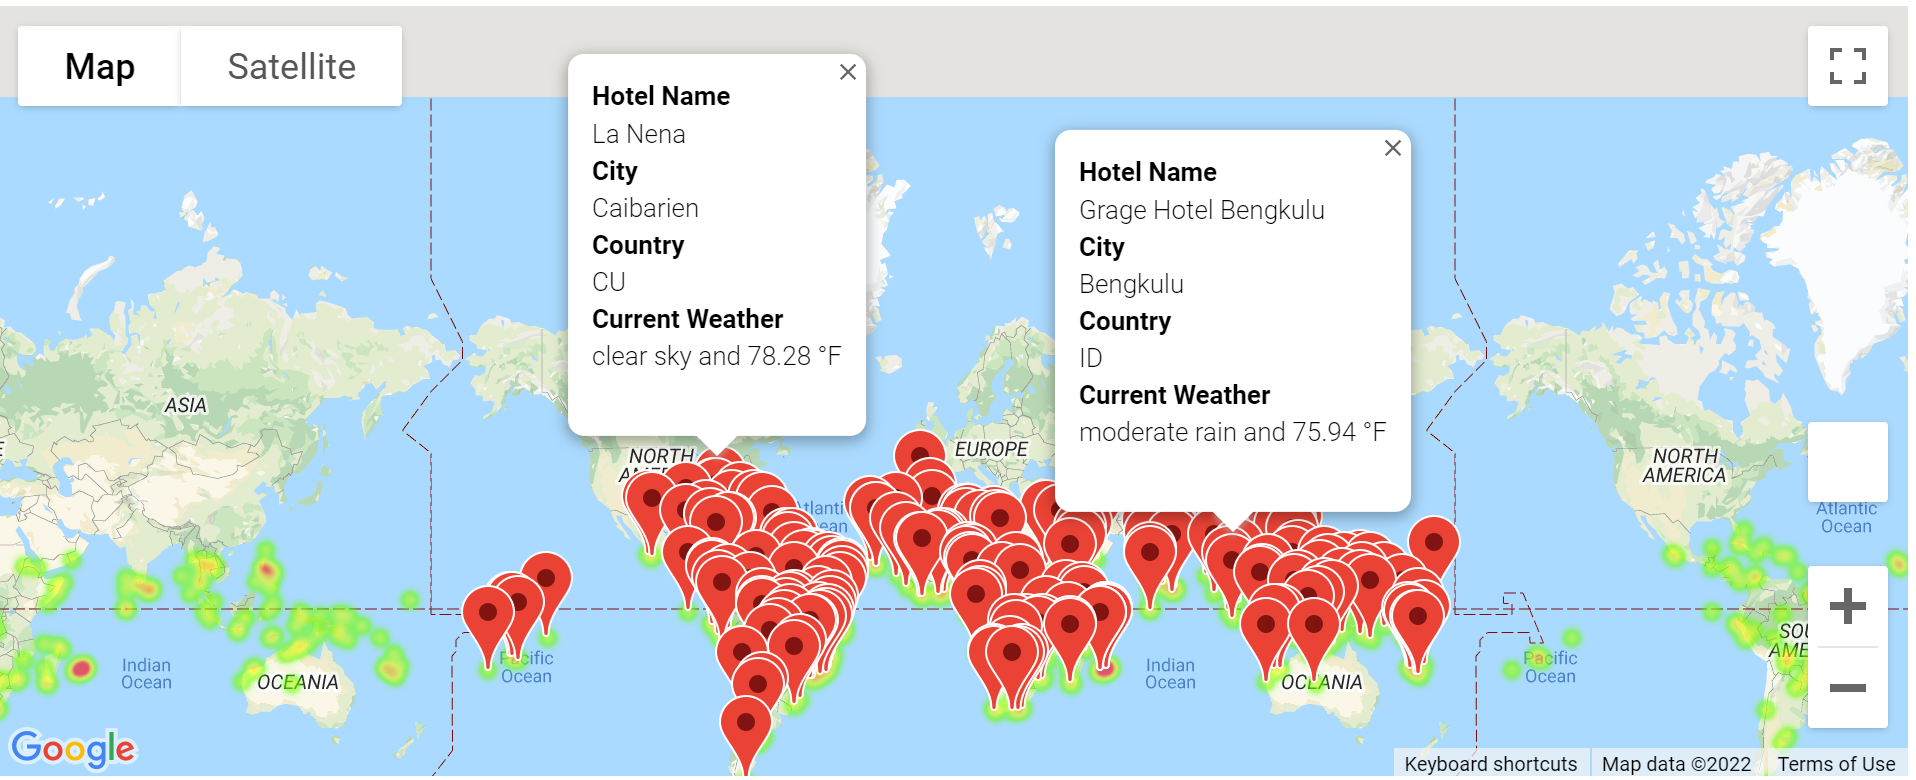 Map
Satellite
Hotel Name
La Nena
City
Caibarien
Country
CU
Current Weather
clear sky and 78.28 °F
Hotel Name
Grage Hotel Bengkulu
City
Bengkulu
Country
ID
Current Weather
moderate rain and 75.94 °F
ASIA
NORTH
EUROPE
NORTH
AMERICA
Atlantic
Ocean
Indian
Ocean
OCEANIA
Pacific
Ocean
Indian
Ocean
OCEANIA
Pacific
Ocean
SOU
AME
Google
Keyboard shortcuts
Map data ©2022
Terms of Use